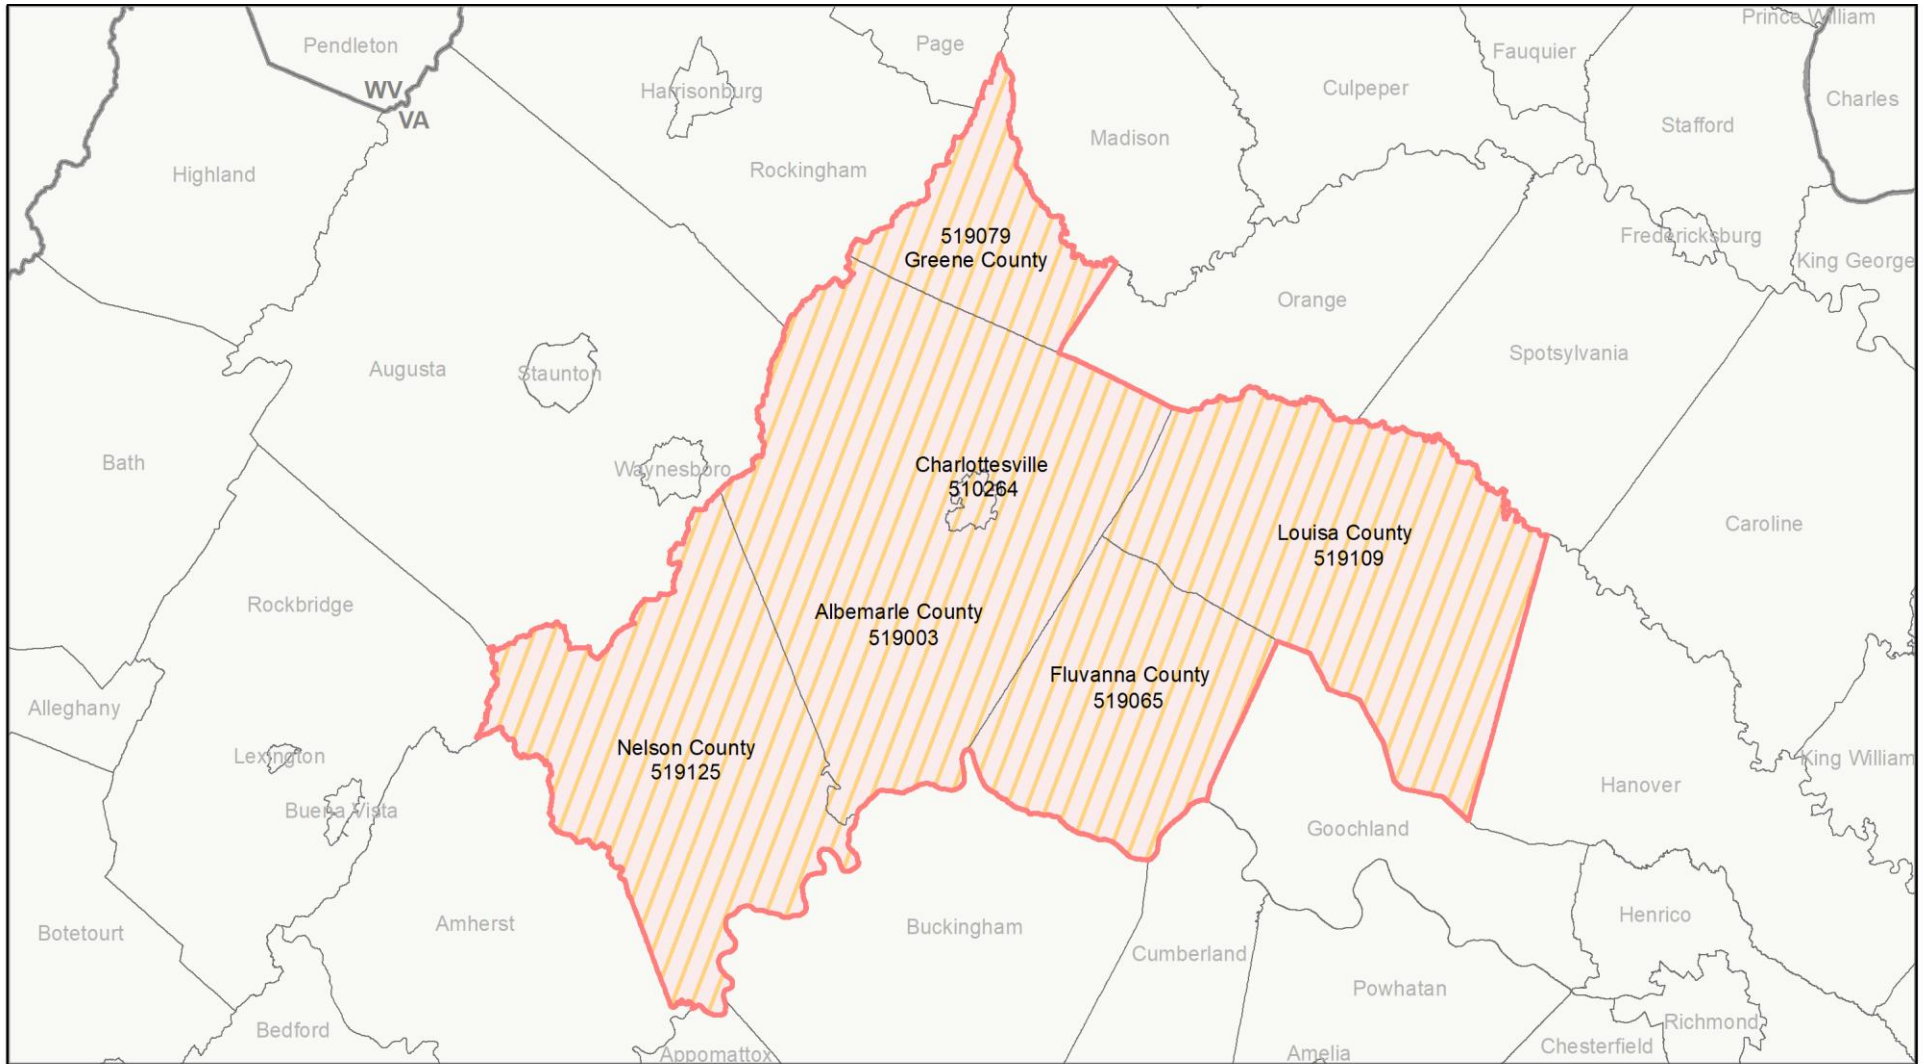 Prince William
Pendleton
Page
Fauquier
WV
Harrisonburg
Culpeper
Charles
VA
Stafford
Madison
Highland
Rockingham
519079
Greene County
Fredericksburg
King George
Orange
Augusta
Staunton
Spotsylvania
Bath
Waynesboro
Charlottesville
510264
Louisa County
519109
Caroline
Rockbridge
Albemarle County
519003
Fluvanna County
519065
Alleghany
Nelson County
519125
Lexington
King William
Hanover
Buena Vista
Goochland
Botetourt
Amherst
Buckingham
Henrico
Cumberland
Powhatan
Bedford
Richmond
Appomattox
Amelia
Chesterfield